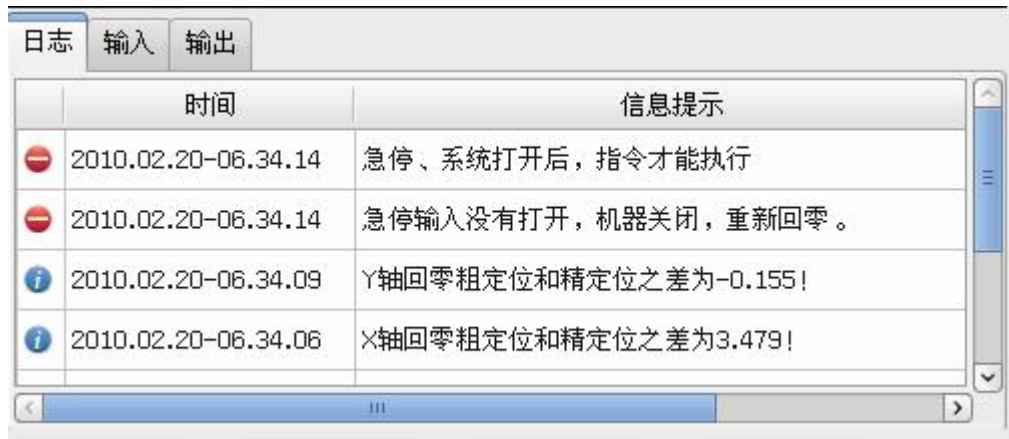 日志 输入 输出
时间 信息提示
2010.02.20-06.34.14 急停、系统打开后，指令才能执行
2010.02.20-06.34.14 急停输入没有打开，机器关闭，重新回零。
2010.02.20-06.34.09 Y轴回零粗定位和精定位之差为-0.155!
2010.02.20-06.34.06 X轴回零粗定位和精定位之差为3.479!